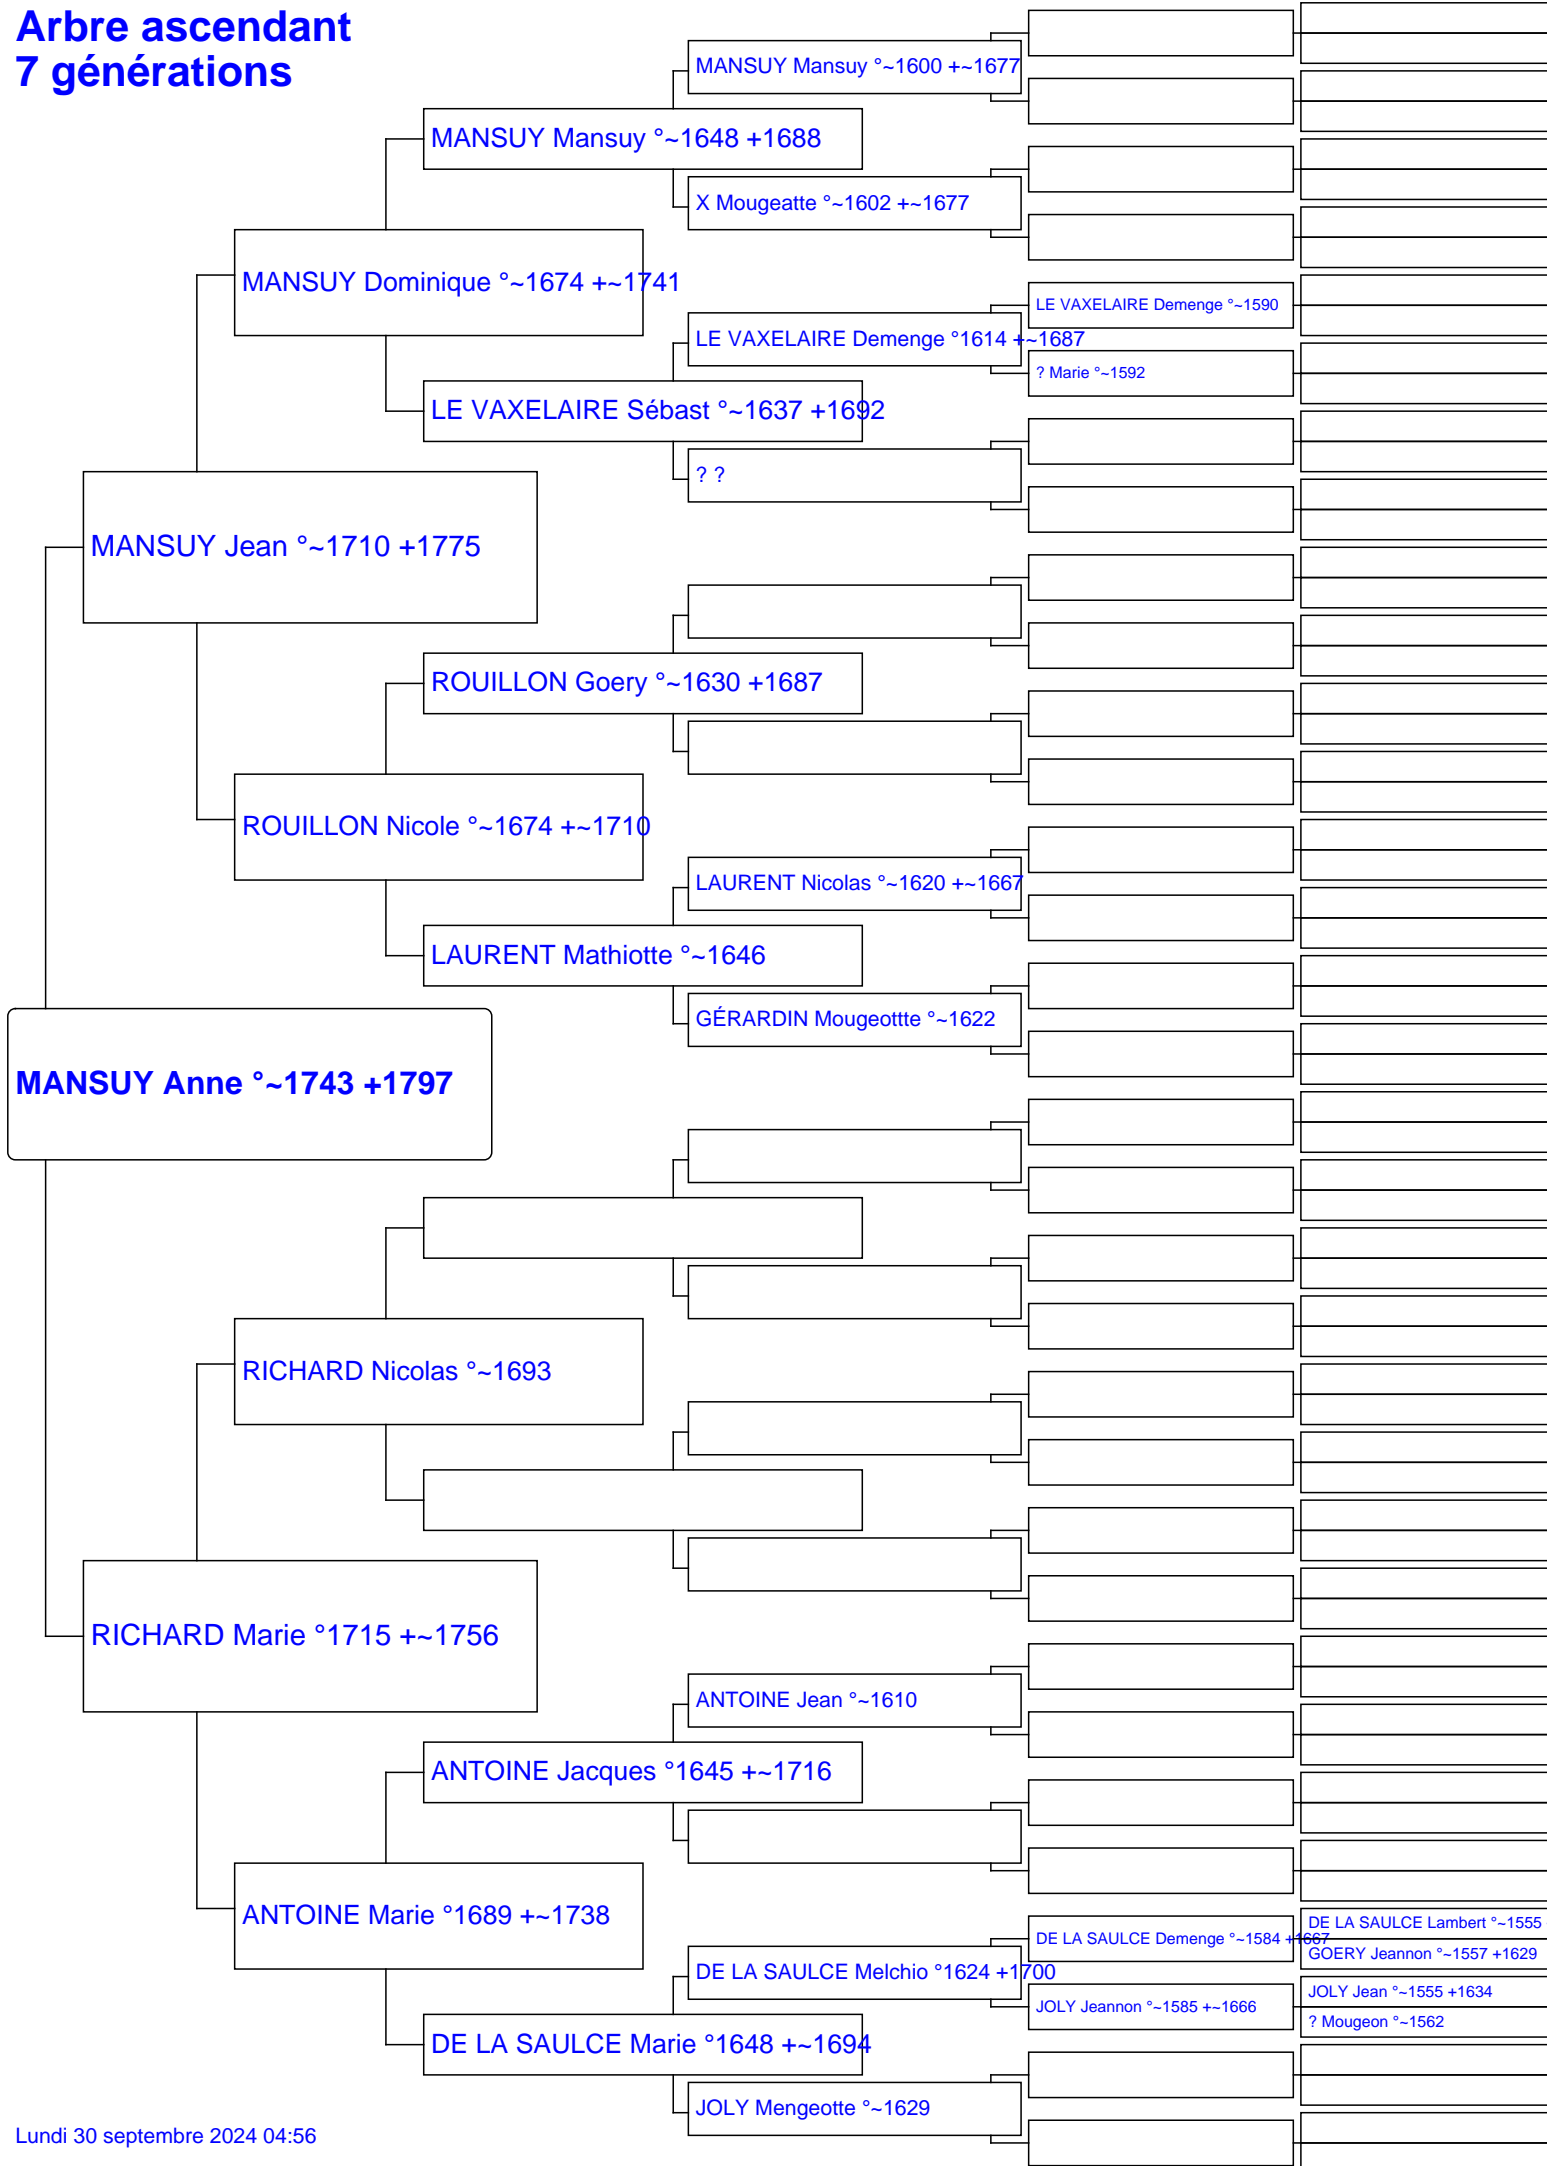 Arbre ascendant
7 générations
MANSUY Mansuy °~1600 +~1677
MANSUY Mansuy °~1648 +1688
X Mougeatte °~1602 +~1677
MANSUY Dominique °~1674 +~1741
LE VAXELAIRE Demenge °~1590
LE VAXELAIRE Demenge °1614 +~1687
? Marie °~1592
LE VAXELAIRE Sébast °~1637 +1692
? ?
MANSUY Jean °~1710 +1775
ROUILLON Goery °~1630 +1687
ROUILLON Nicole °~1674 +~1710
LAURENT Nicolas °~1620 +~1667
LAURENT Mathiotte °~1646
GÉRARDIN Mougeottte °~1622
MANSUY Anne °~1743 +1797
RICHARD Nicolas °~1693
RICHARD Marie °1715 +~1756
ANTOINE Jean °~1610
ANTOINE Jacques °1645 +~1716
ANTOINE Marie °1689 +~1738
DE LA SAULCE Lambert °~1555
DE LA SAULCE Demenge °~1584 +1667
GOERY Jeannon °~1557 +1629
DE LA SAULCE Melchio °1624 +1700
JOLY Jean °~1555 +1634
JOLY Jeannon °~1585 +~1666
? Mougeon °~1562
DE LA SAULCE Marie °1648 +~1694
JOLY Mengeotte °~1629
Lundi 30 septembre 2024 04:56